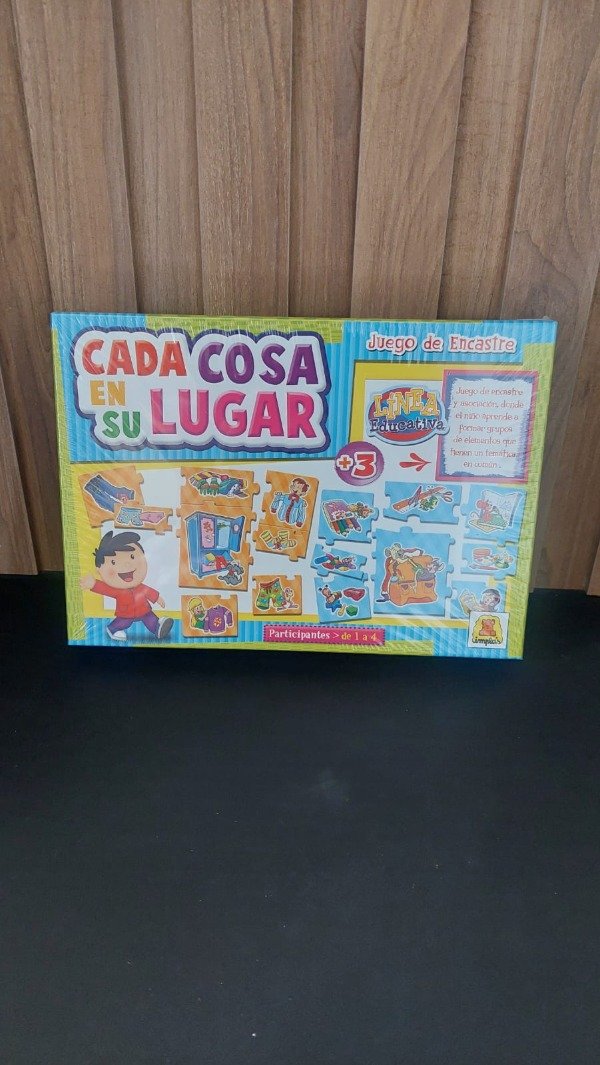 CADA COSA
EN
SU LUGAR
Juego de Encastre
LÍNEA
Educativa
Juego de encastre
y asociación, donde
el niño aprende a
formar grupos
de elementos que
tienen un temática
en común.
+3
Participantes > de 1 a 4
implás